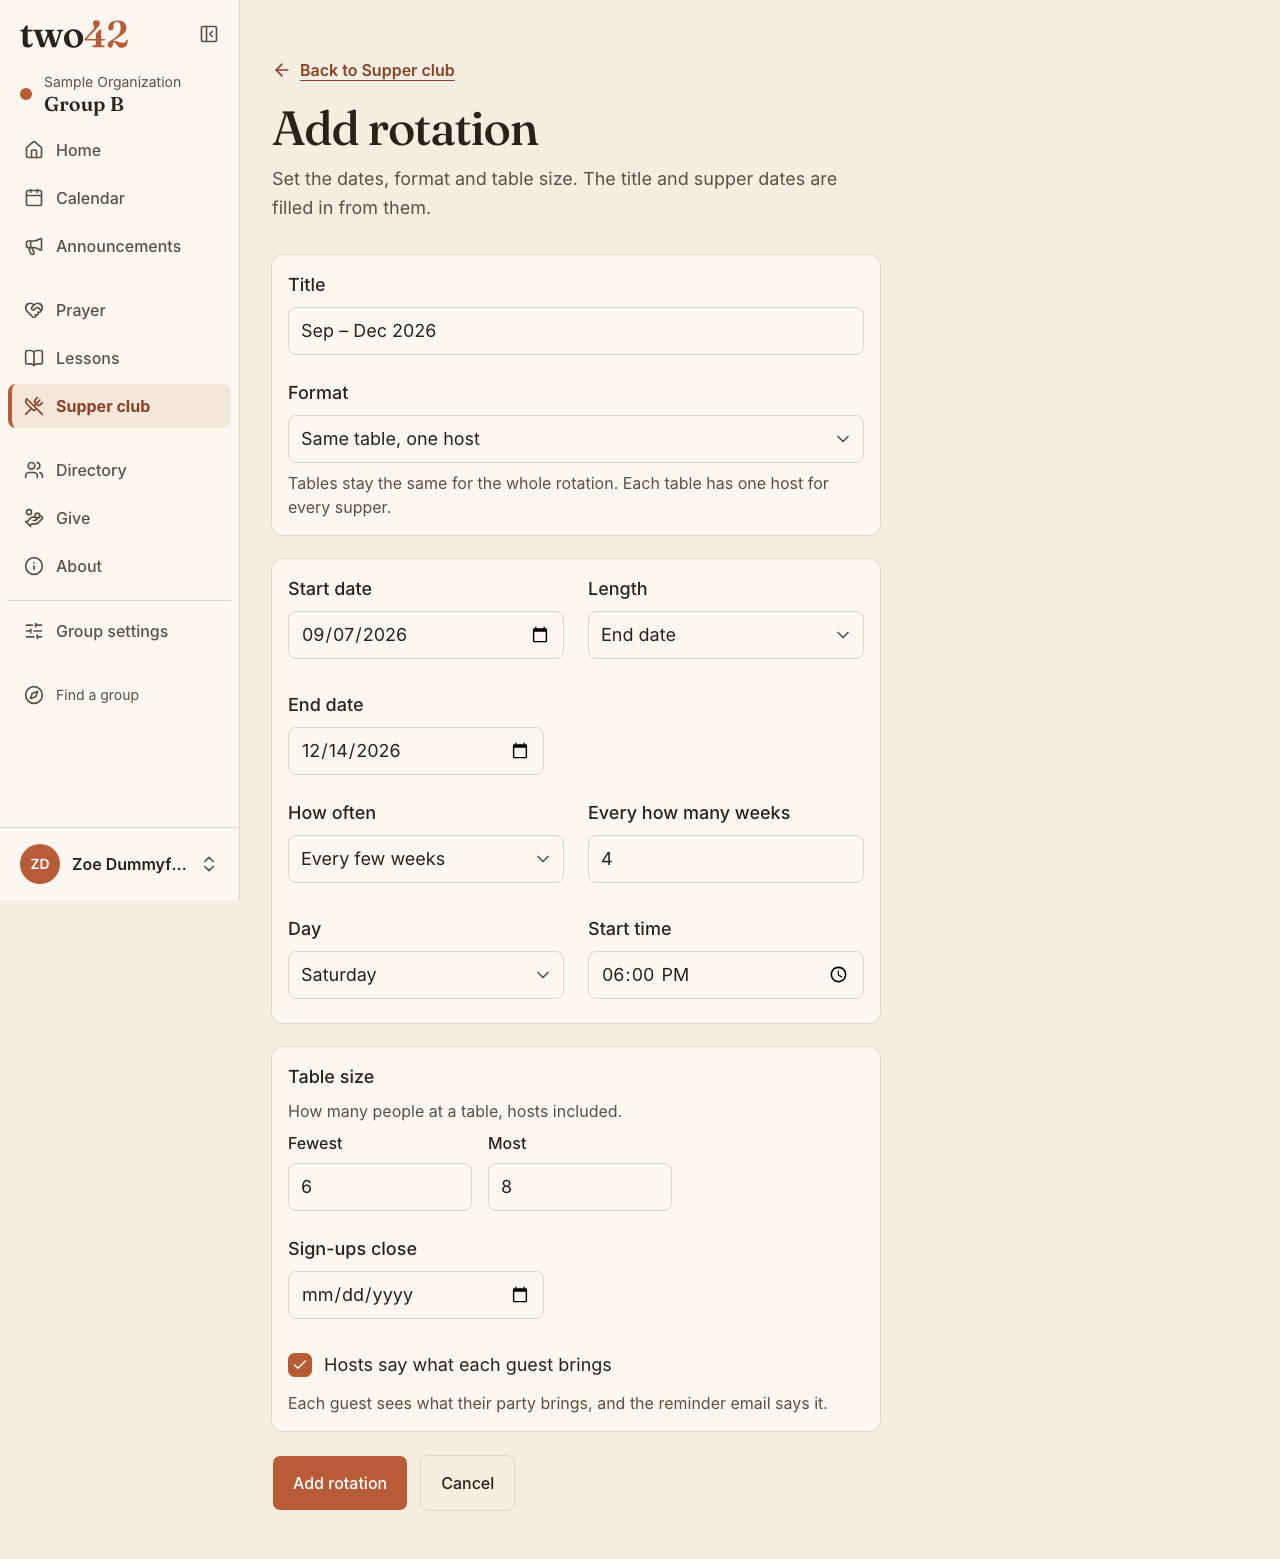 two42
Sample Organization
Group B
Home
Calendar
Announcements
Prayer
Lessons
Supper club
Directory
Give
About
Group settings
Find a group
ZD
Zoe Dummyf...
Back to Supper club
Add rotation
Set the dates, format and table size. The title and supper dates are
filled in from them.
Title
Sep – Dec 2026
Format
Same table, one host
Tables stay the same for the whole rotation. Each table has one host for
every supper.
Start date
Length
09/07/2026
End date
End date
12/14/2026
How often
Every how many weeks
Every few weeks
4
Day
Start time
Saturday
06:00 PM
Table size
How many people at a table, hosts included.
Fewest
Most
6
8
Sign-ups close
mm/dd/yyyy
Hosts say what each guest brings
Each guest sees what their party brings, and the reminder email says it.
Add rotation
Cancel